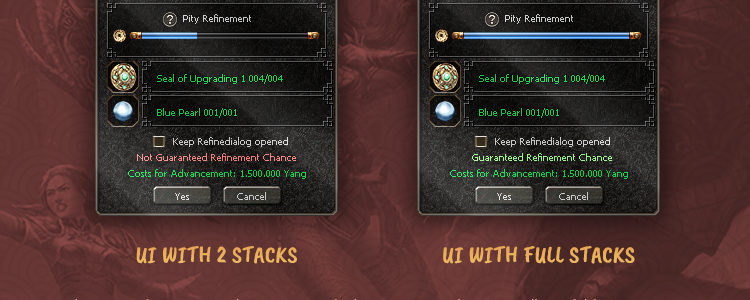 ? Pity Refinement
Seal of Upgrading 1 004/004
Blue Pearl 001/001
Keep Refinedialog opened
Not Guaranteed Refinement Chance
Costs for Advancement: 1.500.000 Yang
Yes Cancel
UI WITH 2 STACKS
? Pity Refinement
Seal of Upgrading 1 004/004
Blue Pearl 001/001
Keep Refinedialog opened
Guaranteed Refinement Chance
Costs for Advancement: 1.500.000 Yang
Yes Cancel
UI WITH FULL STACKS